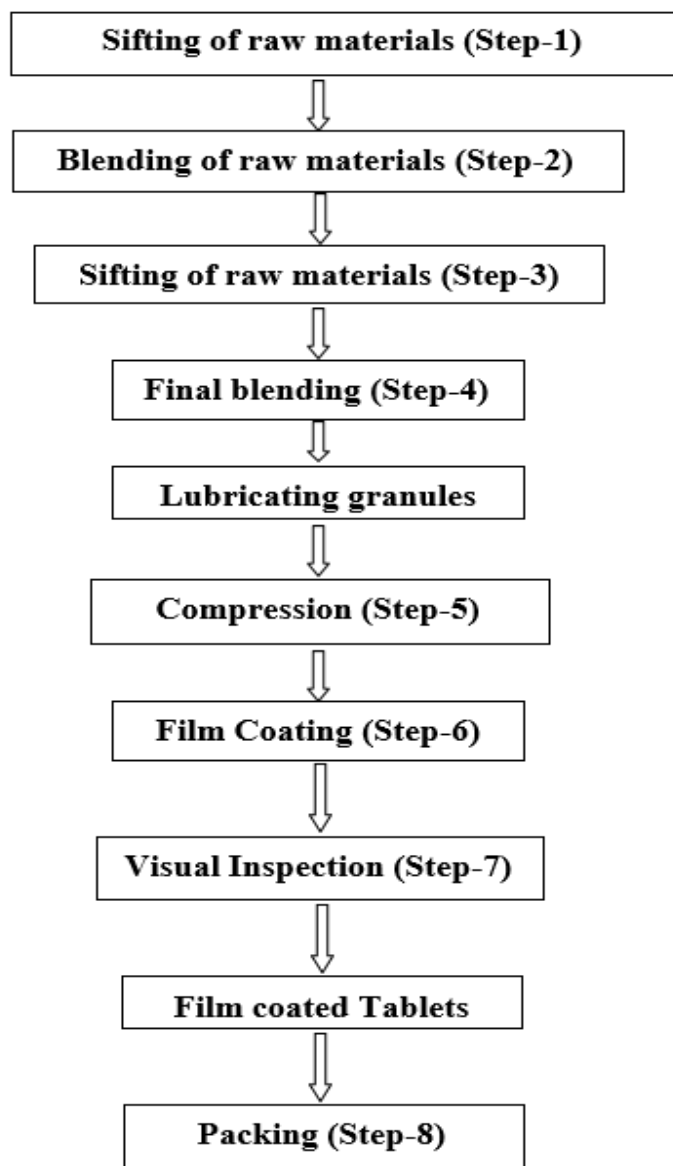 Sifting of raw materials (Step-1)
Blending of raw materials (Step-2)
Sifting of raw materials (Step-3)
Final blending (Step-4)
Lubricating granules
Compression (Step-5)
Film Coating (Step-6)
Visual Inspection (Step-7)
Film coated Tablets
Packing (Step-8)